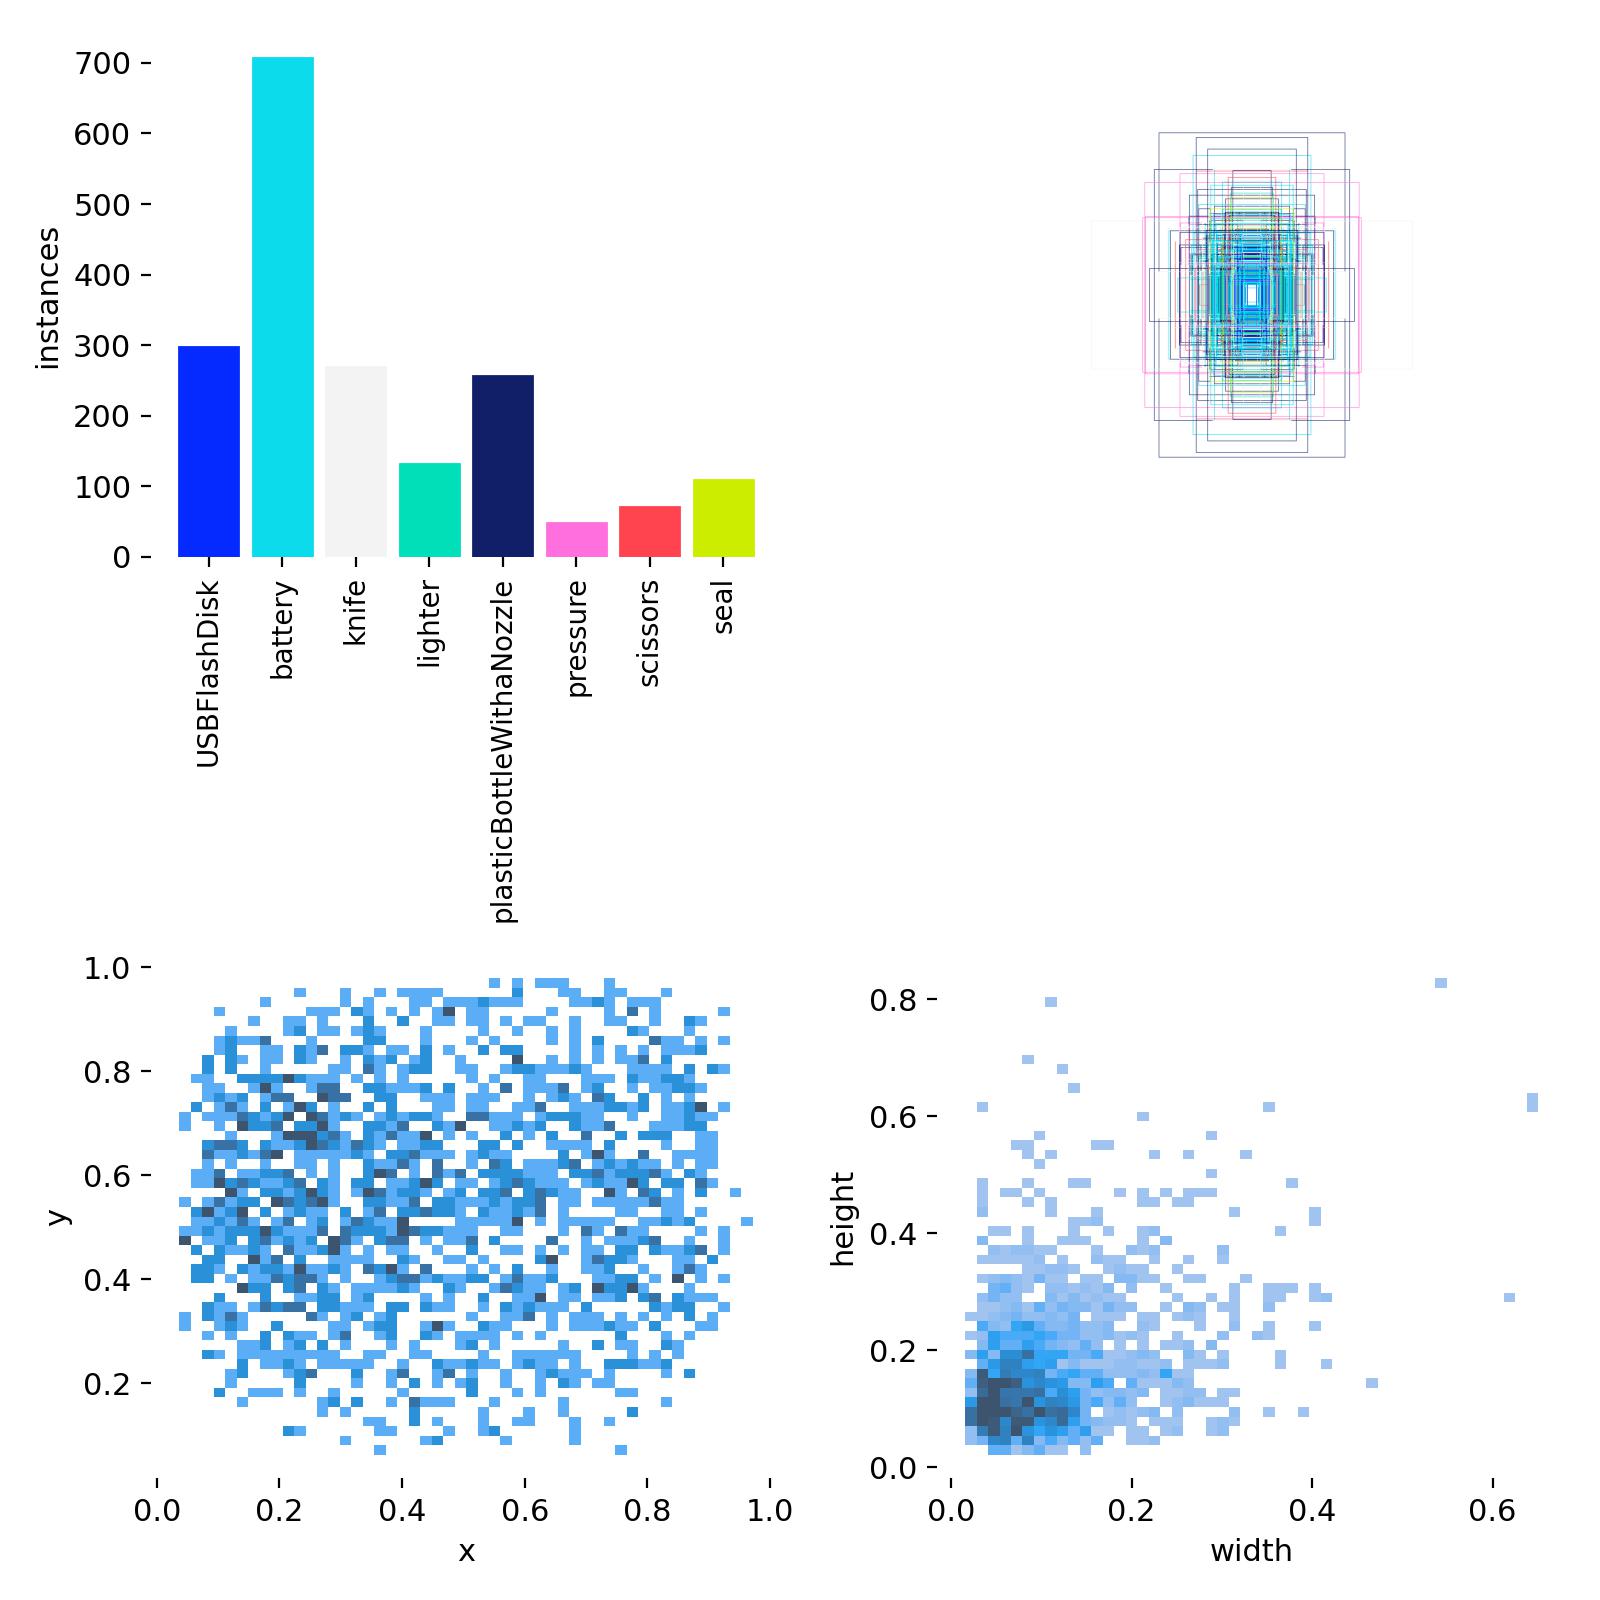 700
600
500
400
300
200
100
0
instances
USBFlashDisk
battery
knife
lighter
plasticBottleWithaNozzle
pressure
scissors
seal
1.0
0.8
0.6
0.4
0.2
y
0.0 0.2 0.4 0.6 0.8 1.0
x
0.8
0.6
0.4
0.2
0.0
height
0.0 0.2 0.4 0.6
width